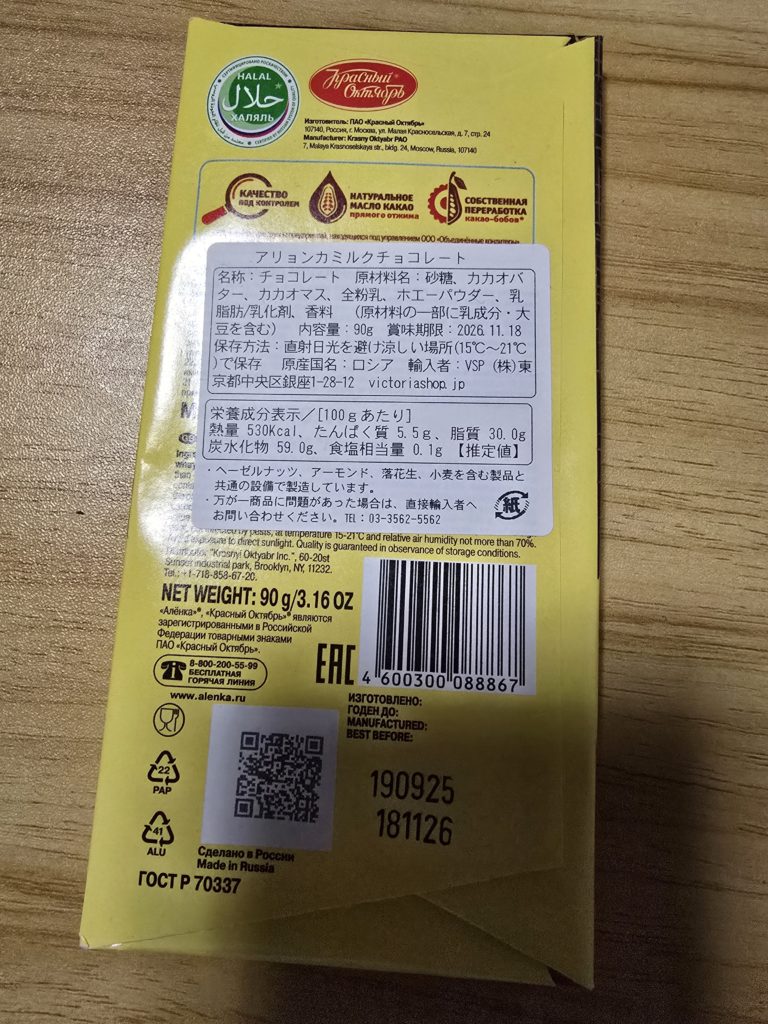 HALAL
حلال
ХАЛЯЛЬ
Красный
Октябрь
Изготовитель: ПАО «Красный Октябрь»
107140, Россия, г. Москва, ул. Малая Красносельская, д. 7, стр. 24
Manufacturer: Krasny Oktyabr PAO
7, Malaya Krasnoselskaya str., bldg. 24, Moscow, Russia, 107140
КАЧЕСТВО
ПОД КОНТРОЛЕМ
НАТУРАЛЬНОЕ
МАСЛО КАКАО
прямого отжима
СОБСТВЕННАЯ
ПЕРЕРАБОТКА
какао-бобов*
находящихся под управлением ООО «Объединённые кондитеры»
アリョンカミルクチョコレート
名称：チョコレート 原材料名：砂糖、カカオバ
ター、カカオマス、全粉乳、ホエーパウダー、乳
脂肪/乳化剤、香料 （原材料の一部に乳成分・大
豆を含む） 内容量：90g 賞味期限：2026.11.18
保存方法：直射日光を避け涼しい場所(15℃～21℃
)で保存 原産国名：ロシア 輸入者：VSP (株)東
京都中央区銀座1-28-12 victoriashop.jp
栄養成分表示／[100ｇあたり]
熱量 530Kcal、たんぱく質 5.5ｇ、脂質 30.0g
炭水化物 59.0g、食塩相当量 0.1g 【推定値】
・ヘーゼルナッツ、アーモンド、落花生、小麦を含む製品と
共通の設備で製造しています。
・万が一商品に問題があった場合は、直接輸入者へ
お問い合わせください。TEL：03-3562-5562
紙
by pests, at temperature 15-21°C and relative air humidity not more than 70%.
exposure to direct sunlight. Quality is guaranteed in observance of storage conditions.
"Krasnyi Oktyabr Inc.", 60-20st
Sunset industrial park, Brooklyn, NY, 11232.
Tel.: +1-718-858-67-20.
NET WEIGHT: 90 g/3.16 OZ
«Алёнка»®, «Красный Октябрь»® являются
зарегистрированными в Российской
Федерации товарными знаками
ПАО «Красный Октябрь».
8-800-200-55-99
БЕСПЛАТНАЯ
ГОРЯЧАЯ ЛИНИЯ
www.alenka.ru
EAC
4 600300 088867
ИЗГОТОВЛЕНО:
ГОДЕН ДО:
MANUFACTURED:
BEST BEFORE:
190925
181126
22
PAP
41
ALU
Сделано в России
Made in Russia
ГОСТ Р 70337